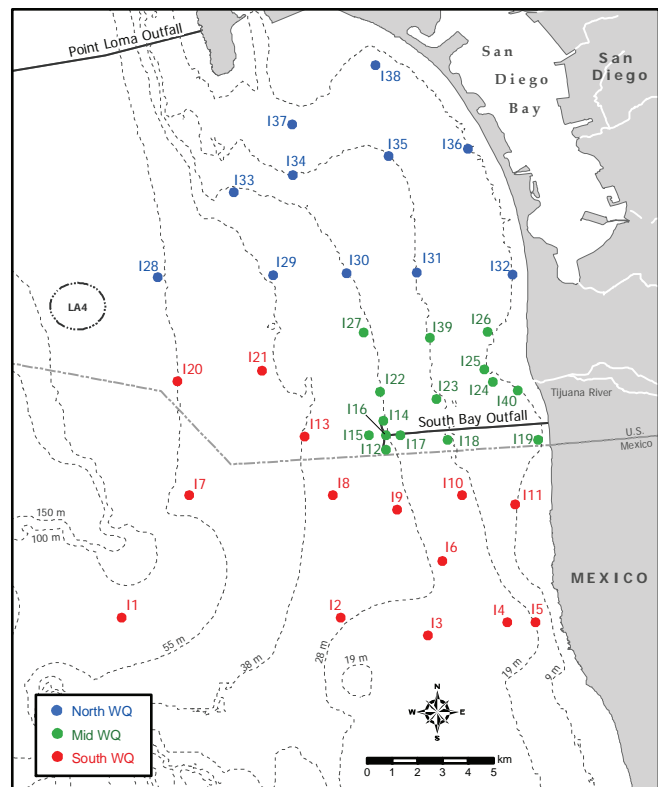 Point Loma Outfall
San
Diego
Bay
San
Diego
I38
I37
I35
I36
I34
I33
I28
I29
I30
I31
I32
LA4
I27
I39
I26
I21
I25
I20
I24
I22
I23
I40
Tijuana River
I16
I14
South Bay Outfall
I13
I15
I17
I18
I19
U.S.
Mexico
I12
I7
I8
I10
I11
I9
150 m
100 m
I6
MEXICO
I1
I2
I4
I5
I3
55 m
38 m
28 m
19 m
19 m
9 m
N
W
E
S
North WQ
Mid WQ
South WQ
km
0 1 2 3 4 5